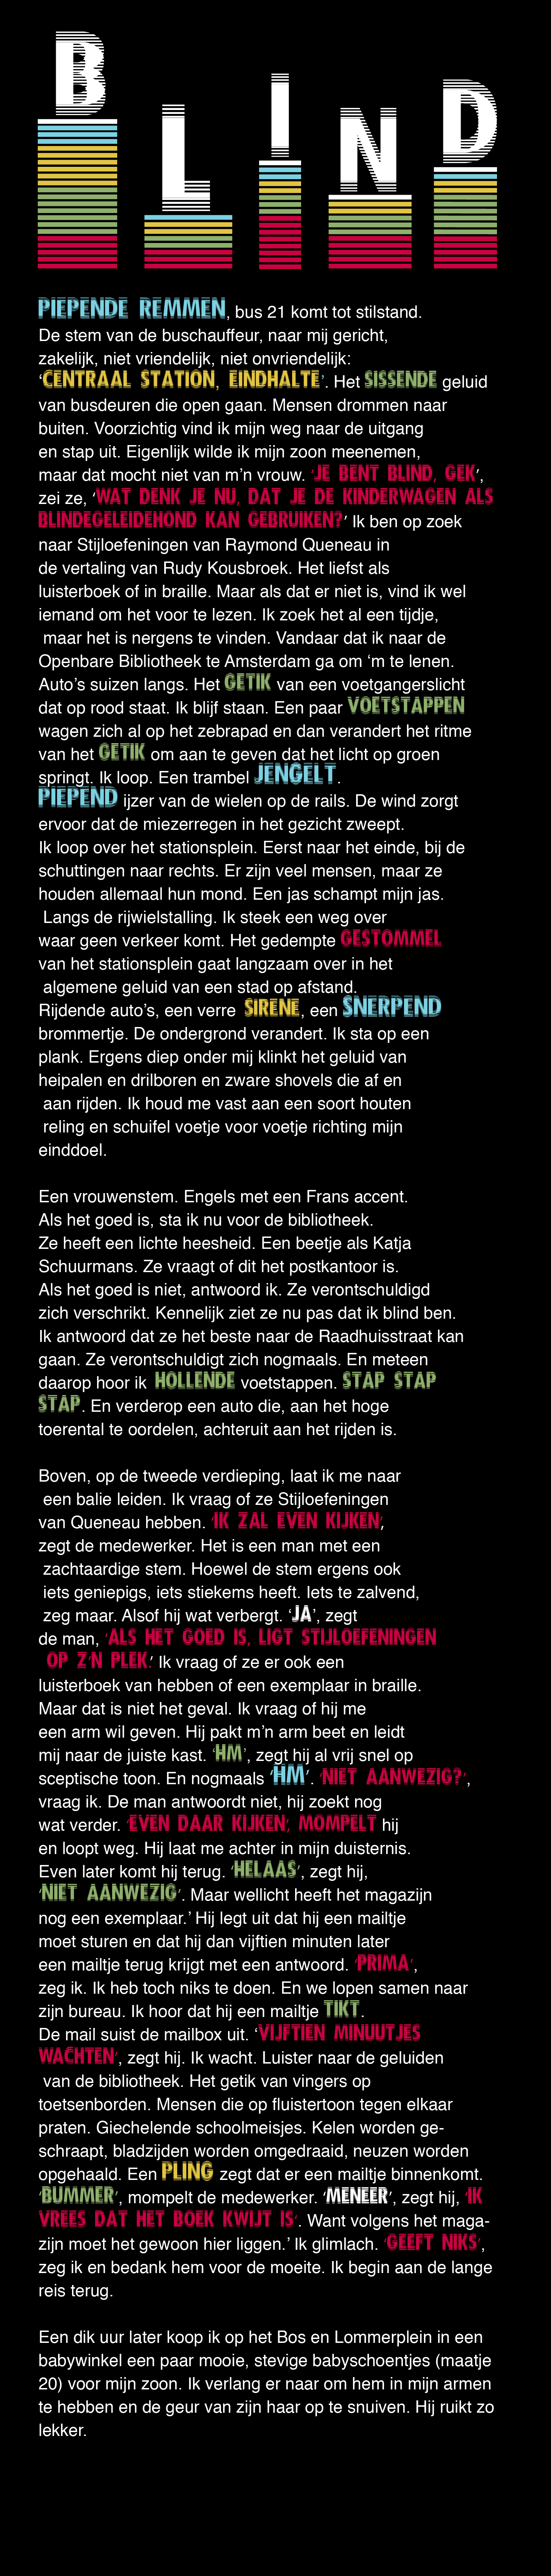 BLIND
PIEPENDE REMMEN, bus 21 komt tot stilstand.
De stem van de buschauffeur, naar mij gericht,
zakelijk, niet vriendelijk, niet onvriendelijk:
‘CENTRAAL STATION, EINDHALTE’. Het SISSENDE geluid
van busdeuren die open gaan. Mensen drommen naar
buiten. Voorzichtig vind ik mijn weg naar de uitgang
en stap uit. Eigenlijk wilde ik mijn zoon meenemen,
maar dat mocht niet van m’n vrouw. ‘JE BENT BLIND, GEK’,
zei ze, ‘WAT DENK JE NU, DAT JE DE KINDERWAGEN ALS
BLINDEGELEIDEHOND KAN GEBRUIKEN?’ Ik ben op zoek
naar Stijloefeningen van Raymond Queneau in
de vertaling van Rudy Kousbroek. Het liefst als
luisterboek of in braille. Maar als dat er niet is, vind ik wel
iemand om het voor te lezen. Ik zoek het al een tijdje,
maar het is nergens te vinden. Vandaar dat ik naar de
Openbare Bibliotheek te Amsterdam ga om ‘m te lenen.
Auto’s suizen langs. Het GETIK van een voetgangerslicht
dat op rood staat. Ik blijf staan. Een paar VOETSTAPPEN
wagen zich al op het zebrapad en dan verandert het ritme
van het GETIK om aan te geven dat het licht op groen
springt. Ik loop. Een trambel JENGELT.
PIEPEND ijzer van de wielen op de rails. De wind zorgt
ervoor dat de miezerregen in het gezicht zweept.
Ik loop over het stationsplein. Eerst naar het einde, bij de
schuttingen naar rechts. Er zijn veel mensen, maar ze
houden allemaal hun mond. Een jas schampt mijn jas.
Langs de rijwielstalling. Ik steek een weg over
waar geen verkeer komt. Het gedempte GESTOMMEL
van het stationsplein gaat langzaam over in het
algemene geluid van een stad op afstand.
Rijdende auto’s, een verre SIRENE, een SNERPEND
brommertje. De ondergrond verandert. Ik sta op een
plank. Ergens diep onder mij klinkt het geluid van
heipalen en drilboren en zware shovels die af en
aan rijden. Ik houd me vast aan een soort houten
reling en schuifel voetje voor voetje richting mijn
einddoel.
Een vrouwenstem. Engels met een Frans accent.
Als het goed is, sta ik nu voor de bibliotheek.
Ze heeft een lichte heesheid. Een beetje als Katja
Schuurmans. Ze vraagt of dit het postkantoor is.
Als het goed is niet, antwoord ik. Ze verontschuldigd
zich verschrikt. Kennelijk ziet ze nu pas dat ik blind ben.
Ik antwoord dat ze het beste naar de Raadhuisstraat kan
gaan. Ze verontschuldigt zich nogmaals. En meteen
daarop hoor ik HOLLENDE voetstappen. STAP STAP
STAP. En verderop een auto die, aan het hoge
toerental te oordelen, achteruit aan het rijden is.
Boven, op de tweede verdieping, laat ik me naar
een balie leiden. Ik vraag of ze Stijloefeningen
van Queneau hebben. ‘IK ZAL EVEN KIJKEN’,
zegt de medewerker. Het is een man met een
zachtaardige stem. Hoewel de stem ergens ook
iets geniepigs, iets stiekems heeft. Iets te zalvend,
zeg maar. Alsof hij wat verbergt. ‘JA’, zegt
de man, ‘ALS HET GOED IS, LIGT STIJLOEFENINGEN
OP Z’N PLEK.’ Ik vraag of ze er ook een
luisterboek van hebben of een exemplaar in braille.
Maar dat is niet het geval. Ik vraag of hij me
een arm wil geven. Hij pakt m’n arm beet en leidt
mij naar de juiste kast. ‘HM’, zegt hij al vrij snel op
sceptische toon. En nogmaals ‘HM’. ‘NIET AANWEZIG?’,
vraag ik. De man antwoordt niet, hij zoekt nog
wat verder. ‘EVEN DAAR KIJKEN’, MOMPELT hij
en loopt weg. Hij laat me achter in mijn duisternis.
Even later komt hij terug. ‘HELAAS’, zegt hij,
‘NIET AANWEZIG’. Maar wellicht heeft het magazijn
nog een exemplaar.’ Hij legt uit dat hij een mailtje
moet sturen en dat hij dan vijftien minuten later
een mailtje terug krijgt met een antwoord. ‘PRIMA’,
zeg ik. Ik heb toch niks te doen. En we lopen samen naar
zijn bureau. Ik hoor dat hij een mailtje TIKT.
De mail suist de mailbox uit. ‘VIJFTIEN MINUUTJES
WACHTEN’, zegt hij. Ik wacht. Luister naar de geluiden
van de bibliotheek. Het getik van vingers op
toetsenborden. Mensen die op fluistertoon tegen elkaar
praten. Giechelende schoolmeisjes. Kelen worden ge-
schraapt, bladzijden worden omgedraaid, neuzen worden
opgehaald. Een PLING zegt dat er een mailtje binnenkomt.
‘BUMMER’, mompelt de medewerker. ‘MENEER’, zegt hij, ‘IK
VREES DAT HET BOEK KWIJT IS’. Want volgens het maga-
zijn moet het gewoon hier liggen.’ Ik glimlach. ‘GEEFT NIKS’,
zeg ik en bedank hem voor de moeite. Ik begin aan de lange
reis terug.
Een dik uur later koop ik op het Bos en Lommerplein in een
babywinkel een paar mooie, stevige babyschoentjes (maatje
20) voor mijn zoon. Ik verlang er naar om hem in mijn armen
te hebben en de geur van zijn haar op te snuiven. Hij ruikt zo
lekker.